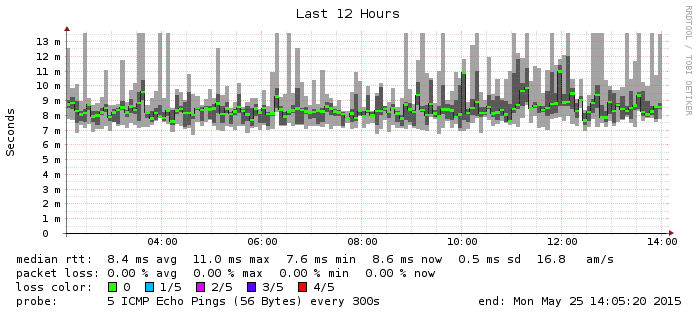 Last 12 Hours
RRDTOOL / TOBI OETIKER
Seconds
13 m
12 m
11 m
10 m
9 m
8 m
7 m
6 m
5 m
4 m
3 m
2 m
1 m
0
04:00 06:00 08:00 10:00 12:00 14:00
median rtt: 8.4 ms avg 11.0 ms max 7.6 ms min 8.6 ms now 0.5 ms sd 16.8 am/s
packet loss: 0.00 % avg 0.00 % max 0.00 % min 0.00 % now
loss color: 0 1/5 2/5 3/5 4/5
probe: 5 ICMP Echo Pings (56 Bytes) every 300s end: Mon May 25 14:05:20 2015